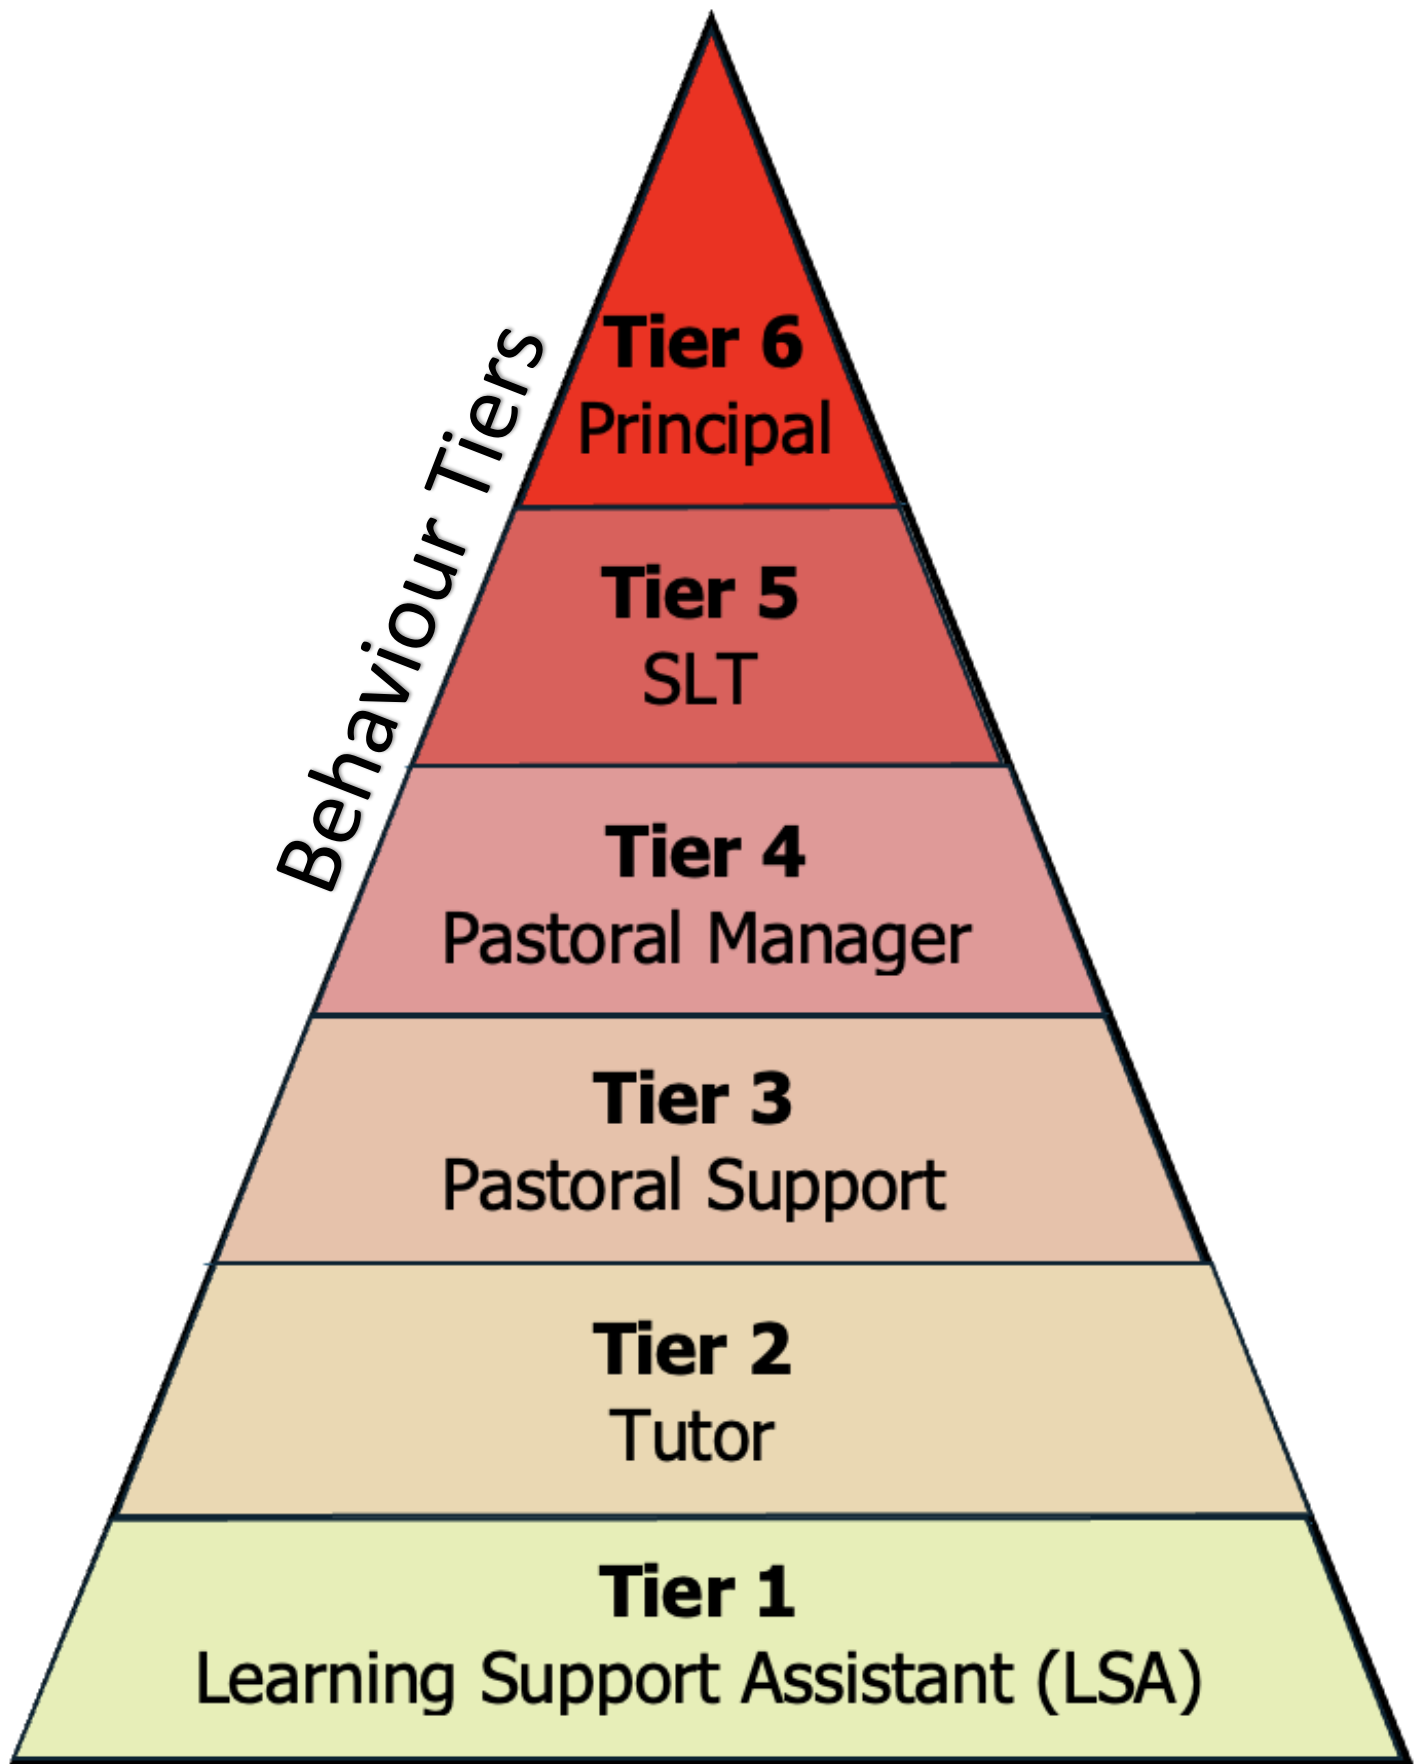 Behaviour Tiers
Tier 6
Principal
Tier 5
SLT
Tier 4
Pastoral Manager
Tier 3
Pastoral Support
Tier 2
Tutor
Tier 1
Learning Support Assistant (LSA)